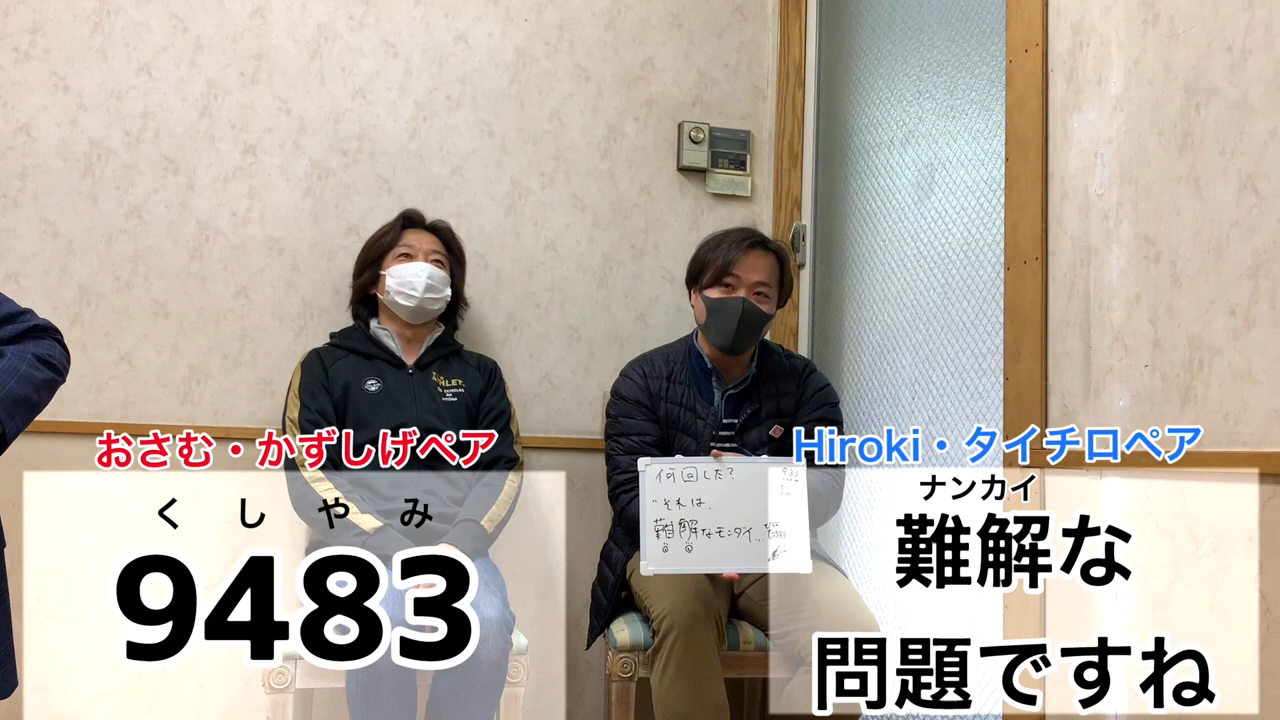 おさむ・かずしげペア
くしやみ
9483
Hiroki・タイチロペア
ナンカイ
難解な
問題ですね
何回した?
"それは、
難解なモンダイ…